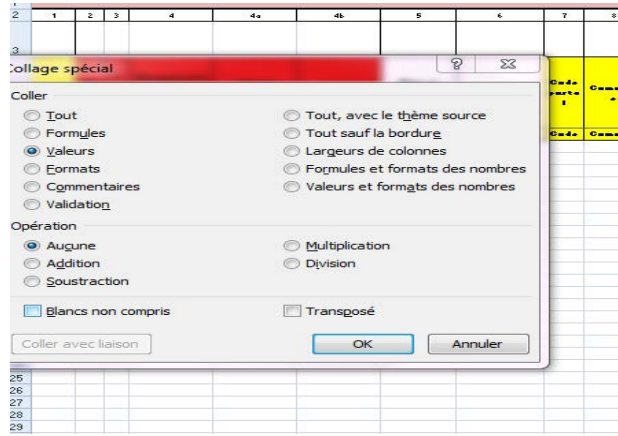 2 1 2 3 4 4a 4b 5 6 7 8
3
Collage spécial
Code
Code
Coller
Tout
Tout, avec le thème source
Formules
Tout sauf la bordure
Valeurs
Largeurs de colonnes
Formats
Formules et formats des nombres
Commentaires
Valeurs et formats des nombres
Validation
Opération
Aucune
Multiplication
Addition
Division
Soustraction
Blancs non compris
Transposé
Coller avec liaison
OK
Annuler
25
26
27
28
29